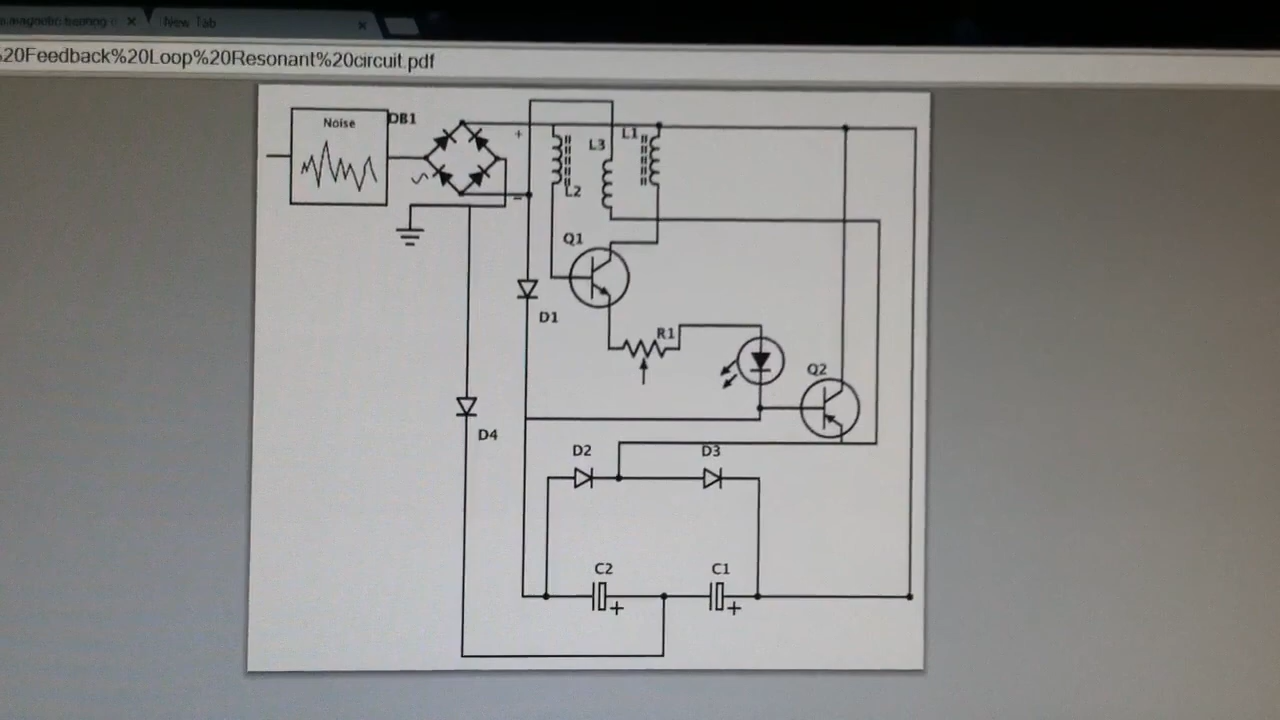 New Tab
%20Feedback%20Loop%20Resonant%20circuit.pdf
Noise
DB1
+
-
L3
L1
L2
Q1
D1
R1
Q2
D4
D2
D3
C2
C1
+
+